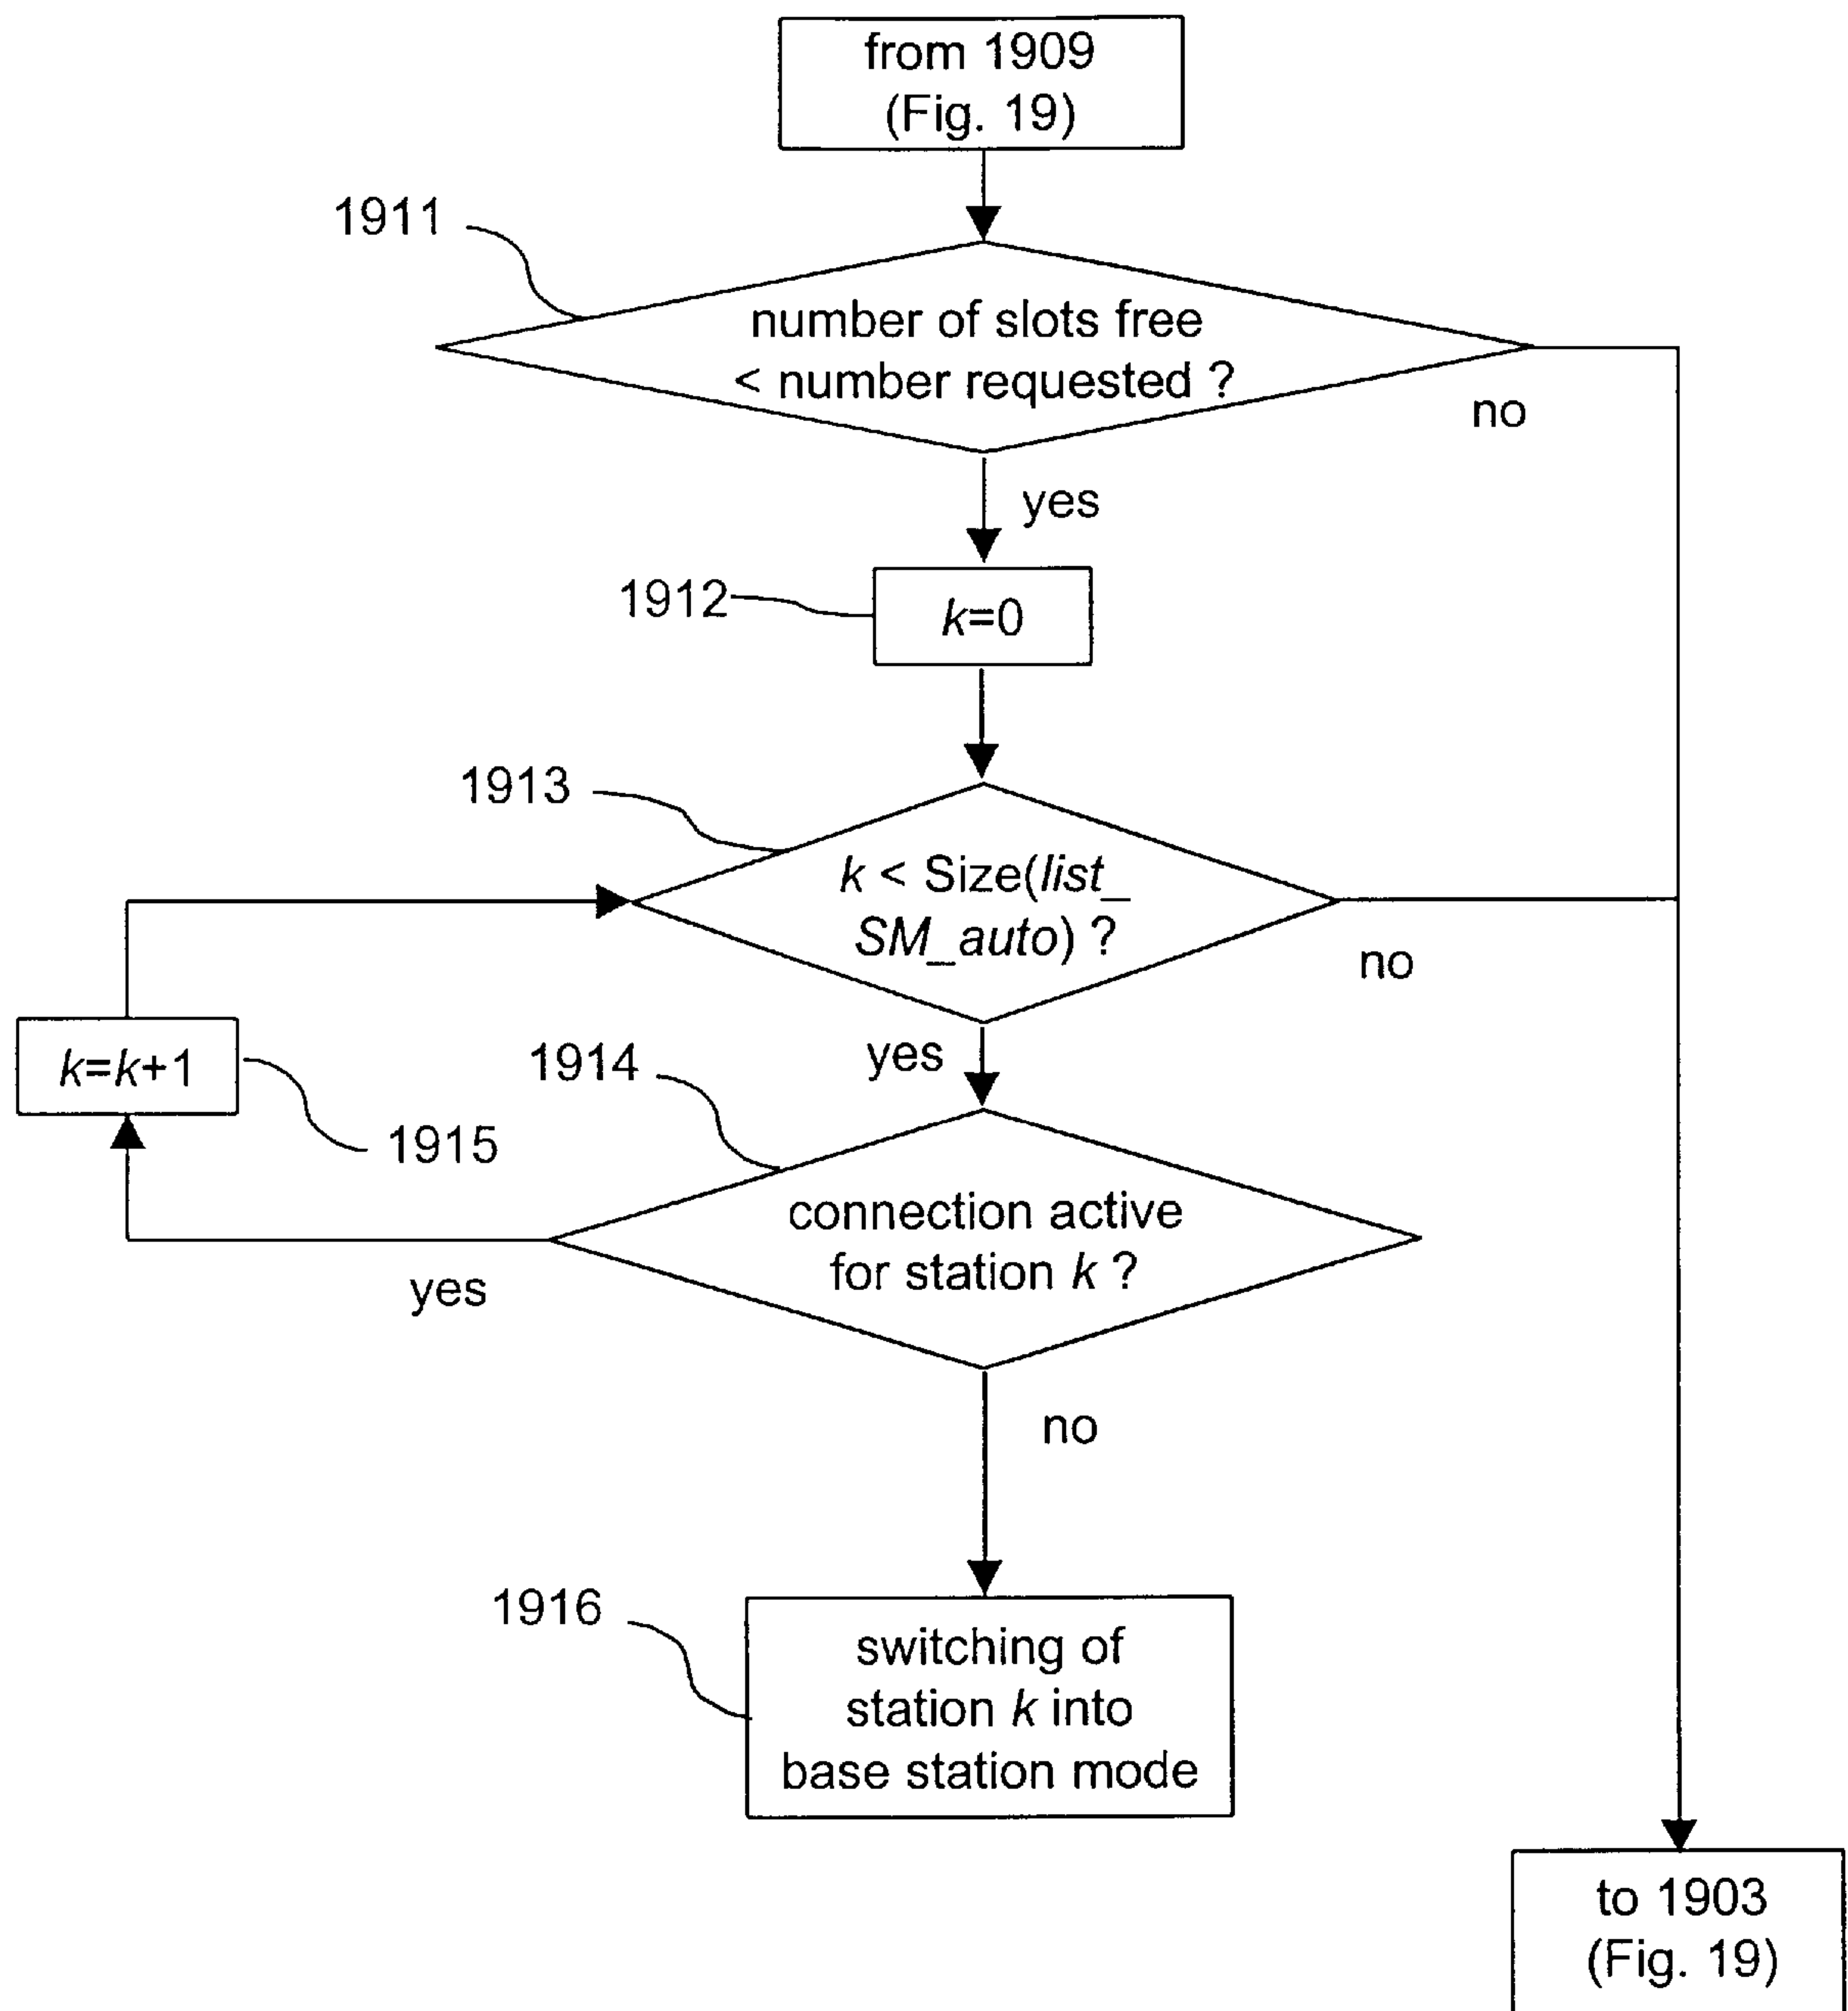 from 1909
(Fig. 19)
1911
number of slots free
< number requested ?
no
yes
1912
k=0
1913
k < Size(list_
SM_auto) ?
no
yes
k=k+1
1914
1915
connection active
for station k ?
yes
no
1916
switching of
station k into
base station mode
to 1903
(Fig. 19)